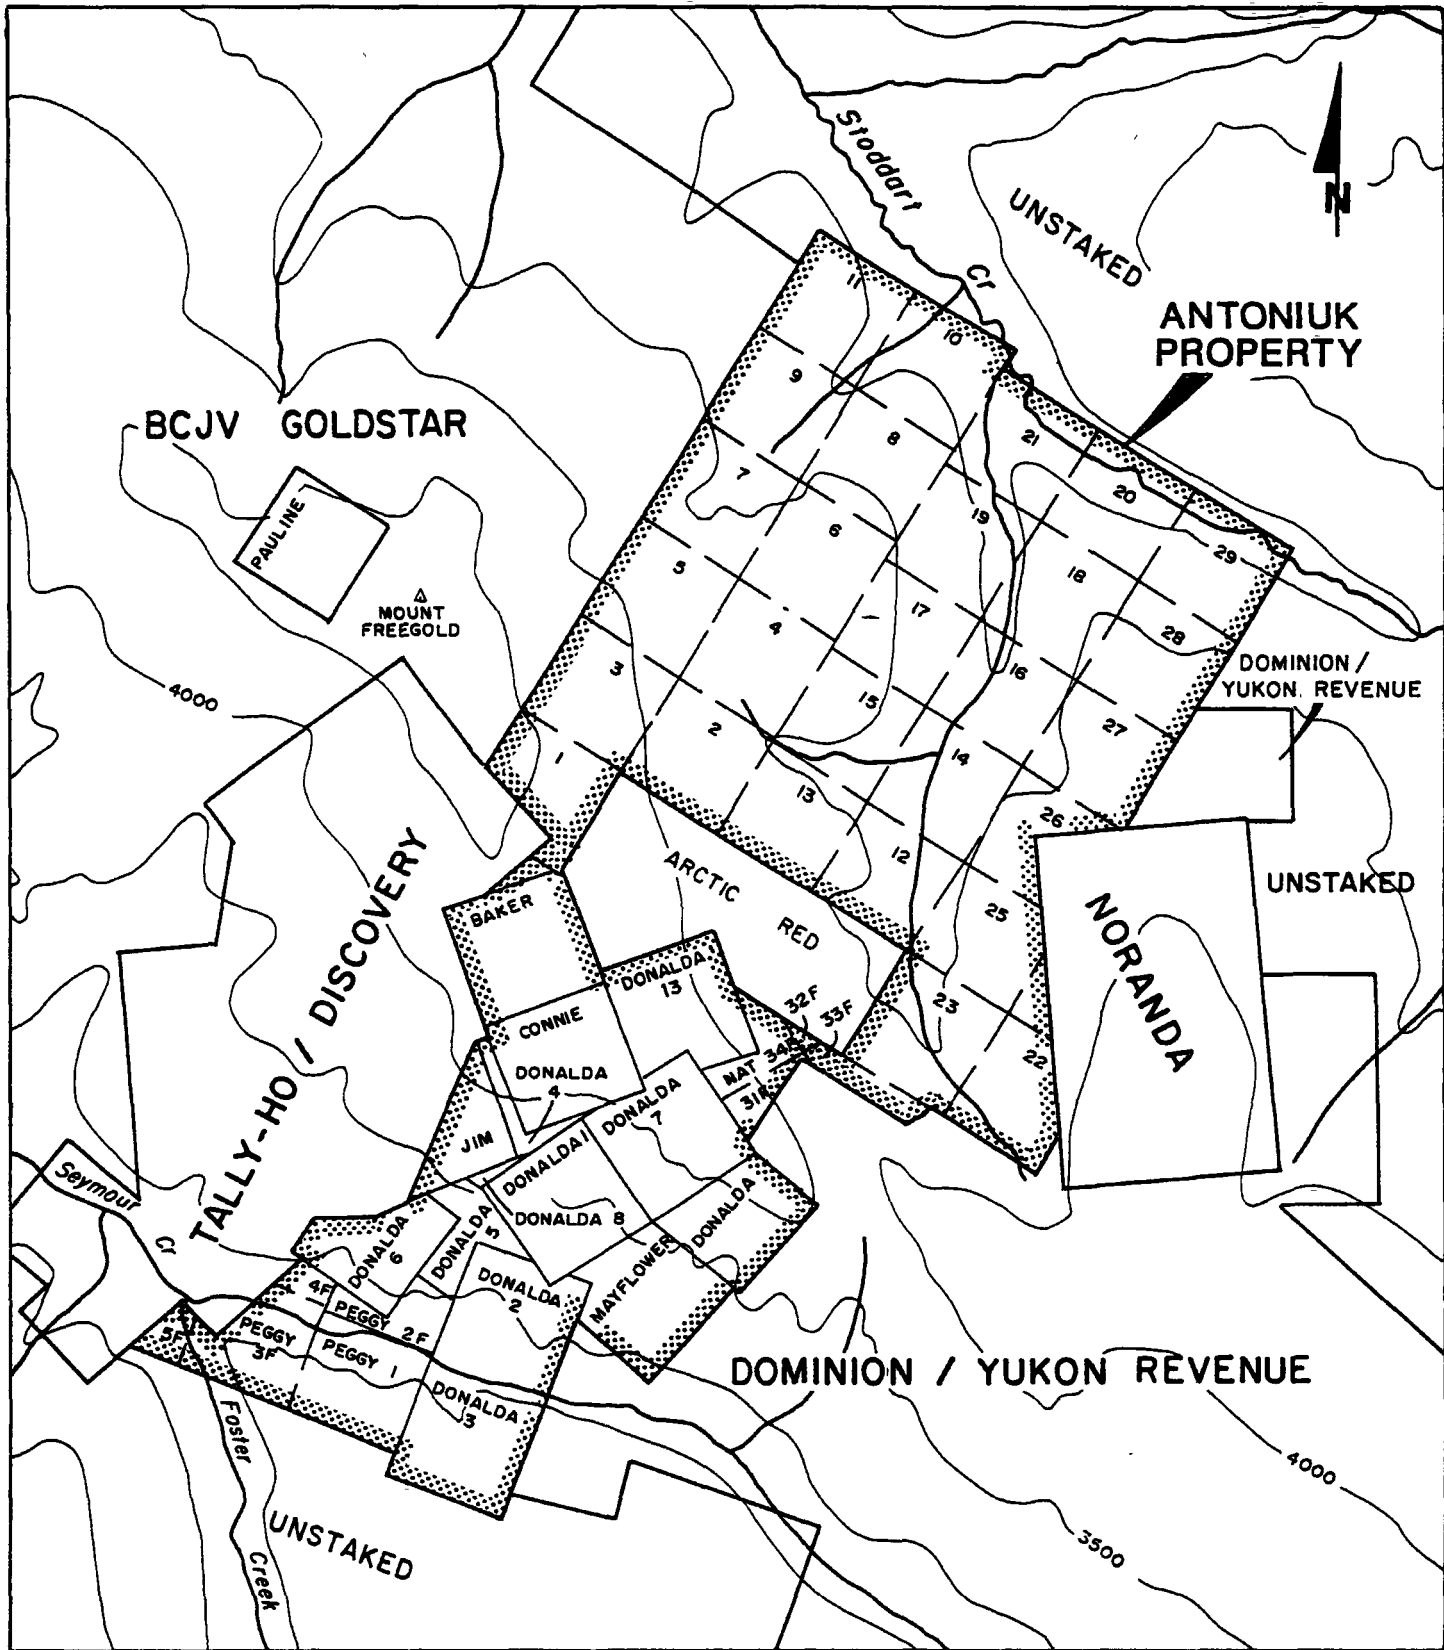 Stoddart
Cr
N
UNSTAKED
ANTONIUK
PROPERTY
11
10
9
8
21
20
29
7
6
19
18
28
5
4
17
16
27
3
2
15
14
26
1
13
12
25
23
22
BCJV GOLDSTAR
PAULINE
MOUNT
FREEGOLD
4000
DOMINION /
YUKON REVENUE
UNSTAKED
NORANDA
ARCTIC
RED
TALLY-HO / DISCOVERY
BAKER
CONNIE
DONALDA
13
32F
33F
DONALDA
4
NAT
31F
JIM
DONALDA
7
DONALDA 1
DONALDA 8
DONALDA
5
DONALDA
6
DONALDA
MAYFLOWER
DONALDA
2
Seymour
Cr
4F
PEGGY 2F
5F
PEGGY
3F
PEGGY 1
DONALDA
3
DOMINION / YUKON REVENUE
Foster
Creek
UNSTAKED
4000
3500